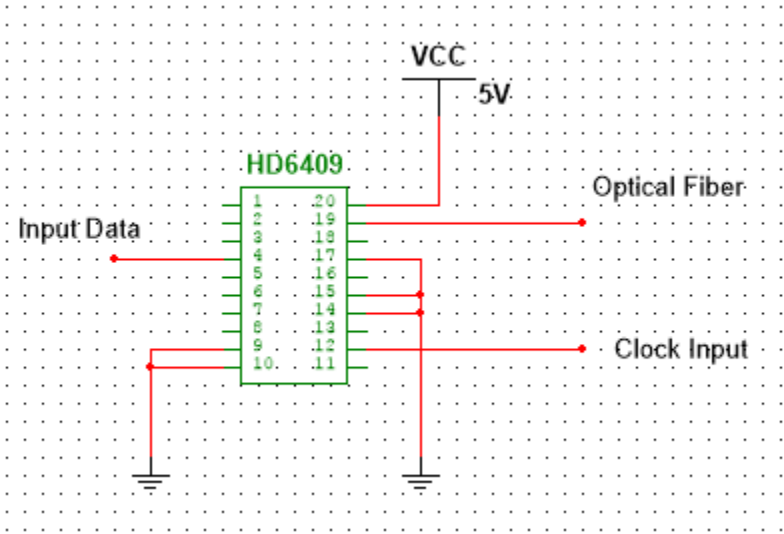 VCC
5V
HD6409
Optical Fiber
Input Data
1 20
2 19
3 18
4 17
5 16
6 15
7 14
8 13
9 12
10 11
Clock Input